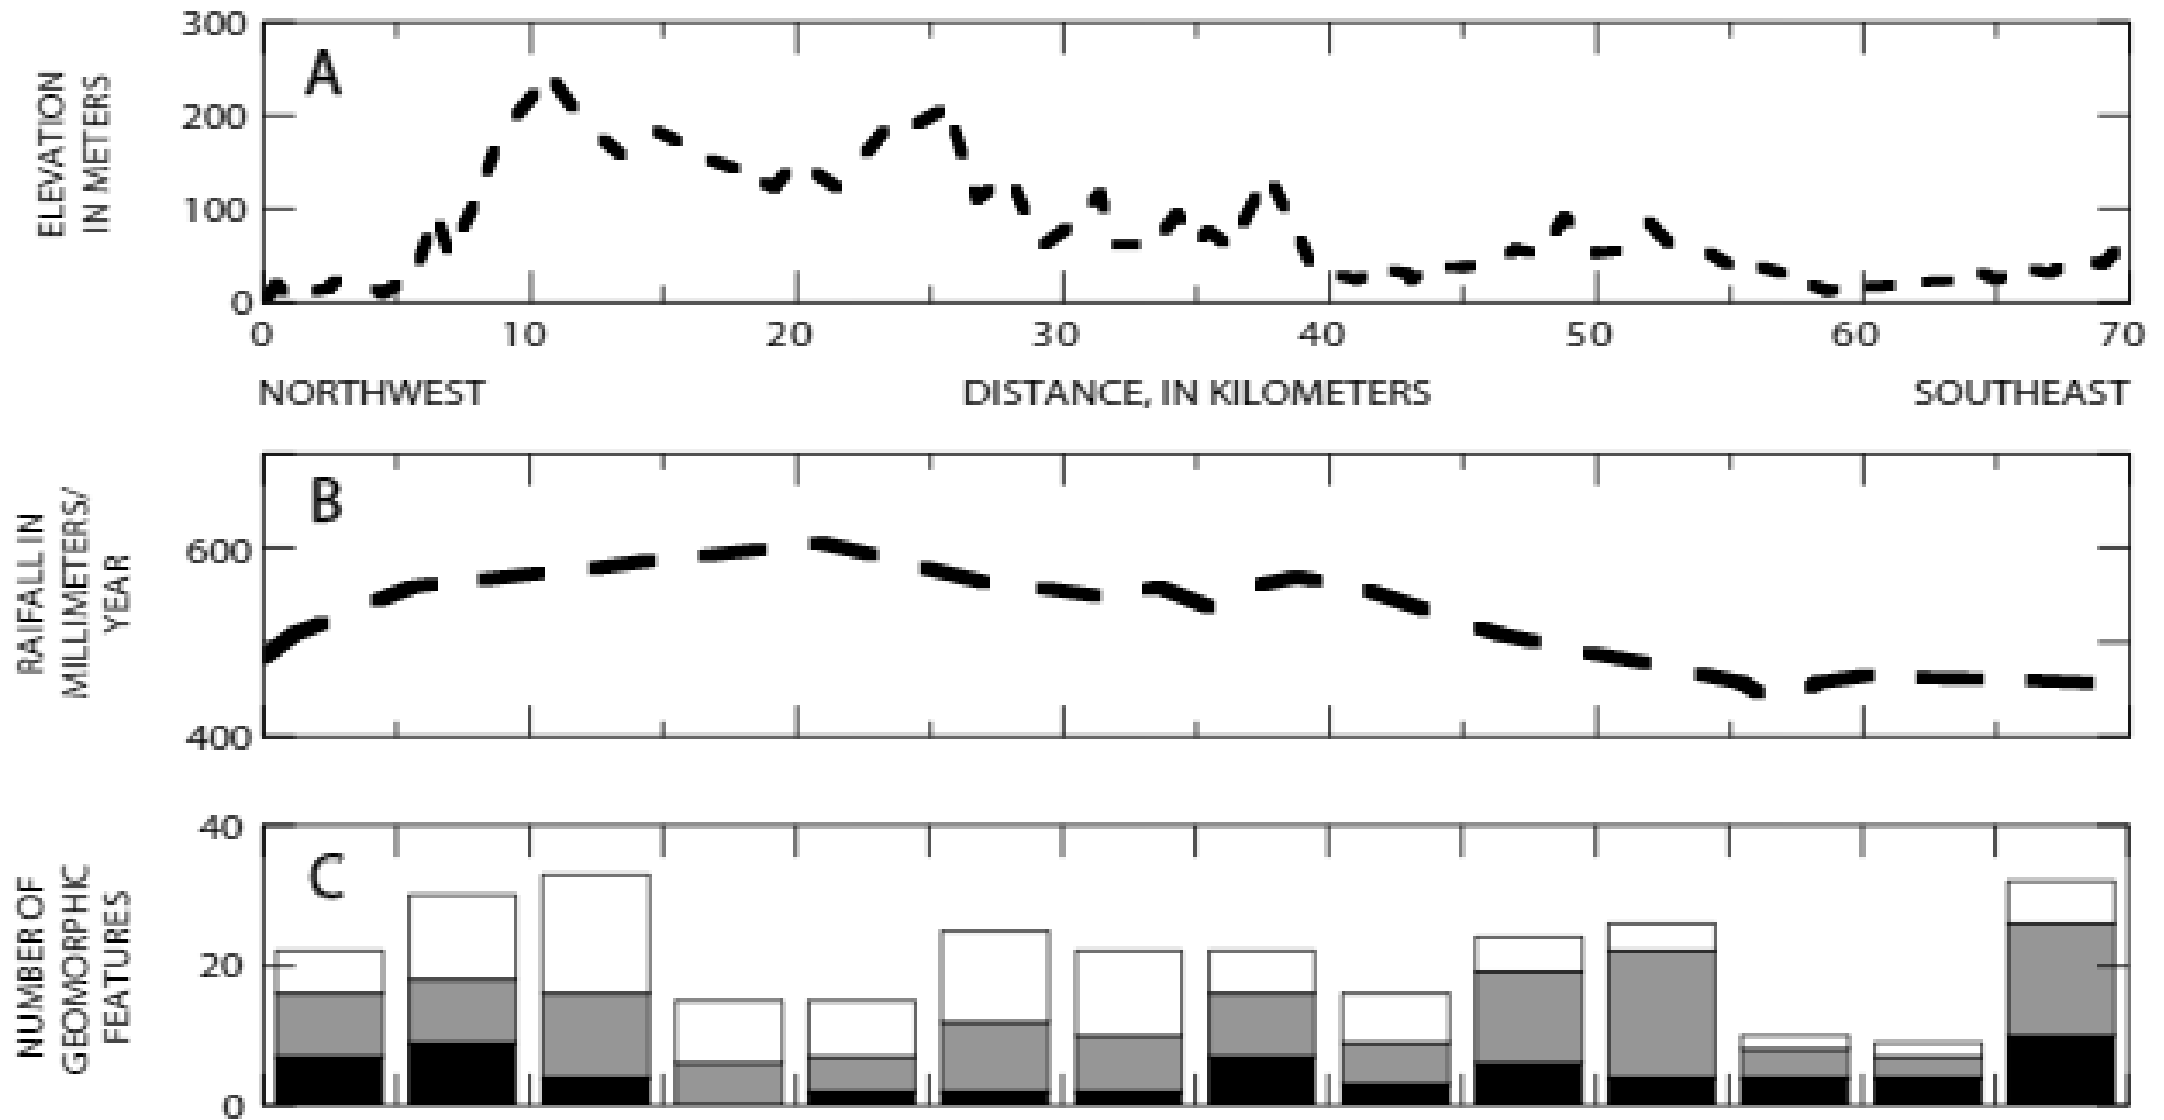 300
200
100
0
ELEVATION
IN METERS
A
0 10 20 30 40 50 60 70
NORTHWEST DISTANCE, IN KILOMETERS SOUTHEAST
600
400
RAIFALL IN
MILLIMETERS/
YEAR
B
40
20
0
NUMBER OF
GEOMORPHIC
FEATURES
C